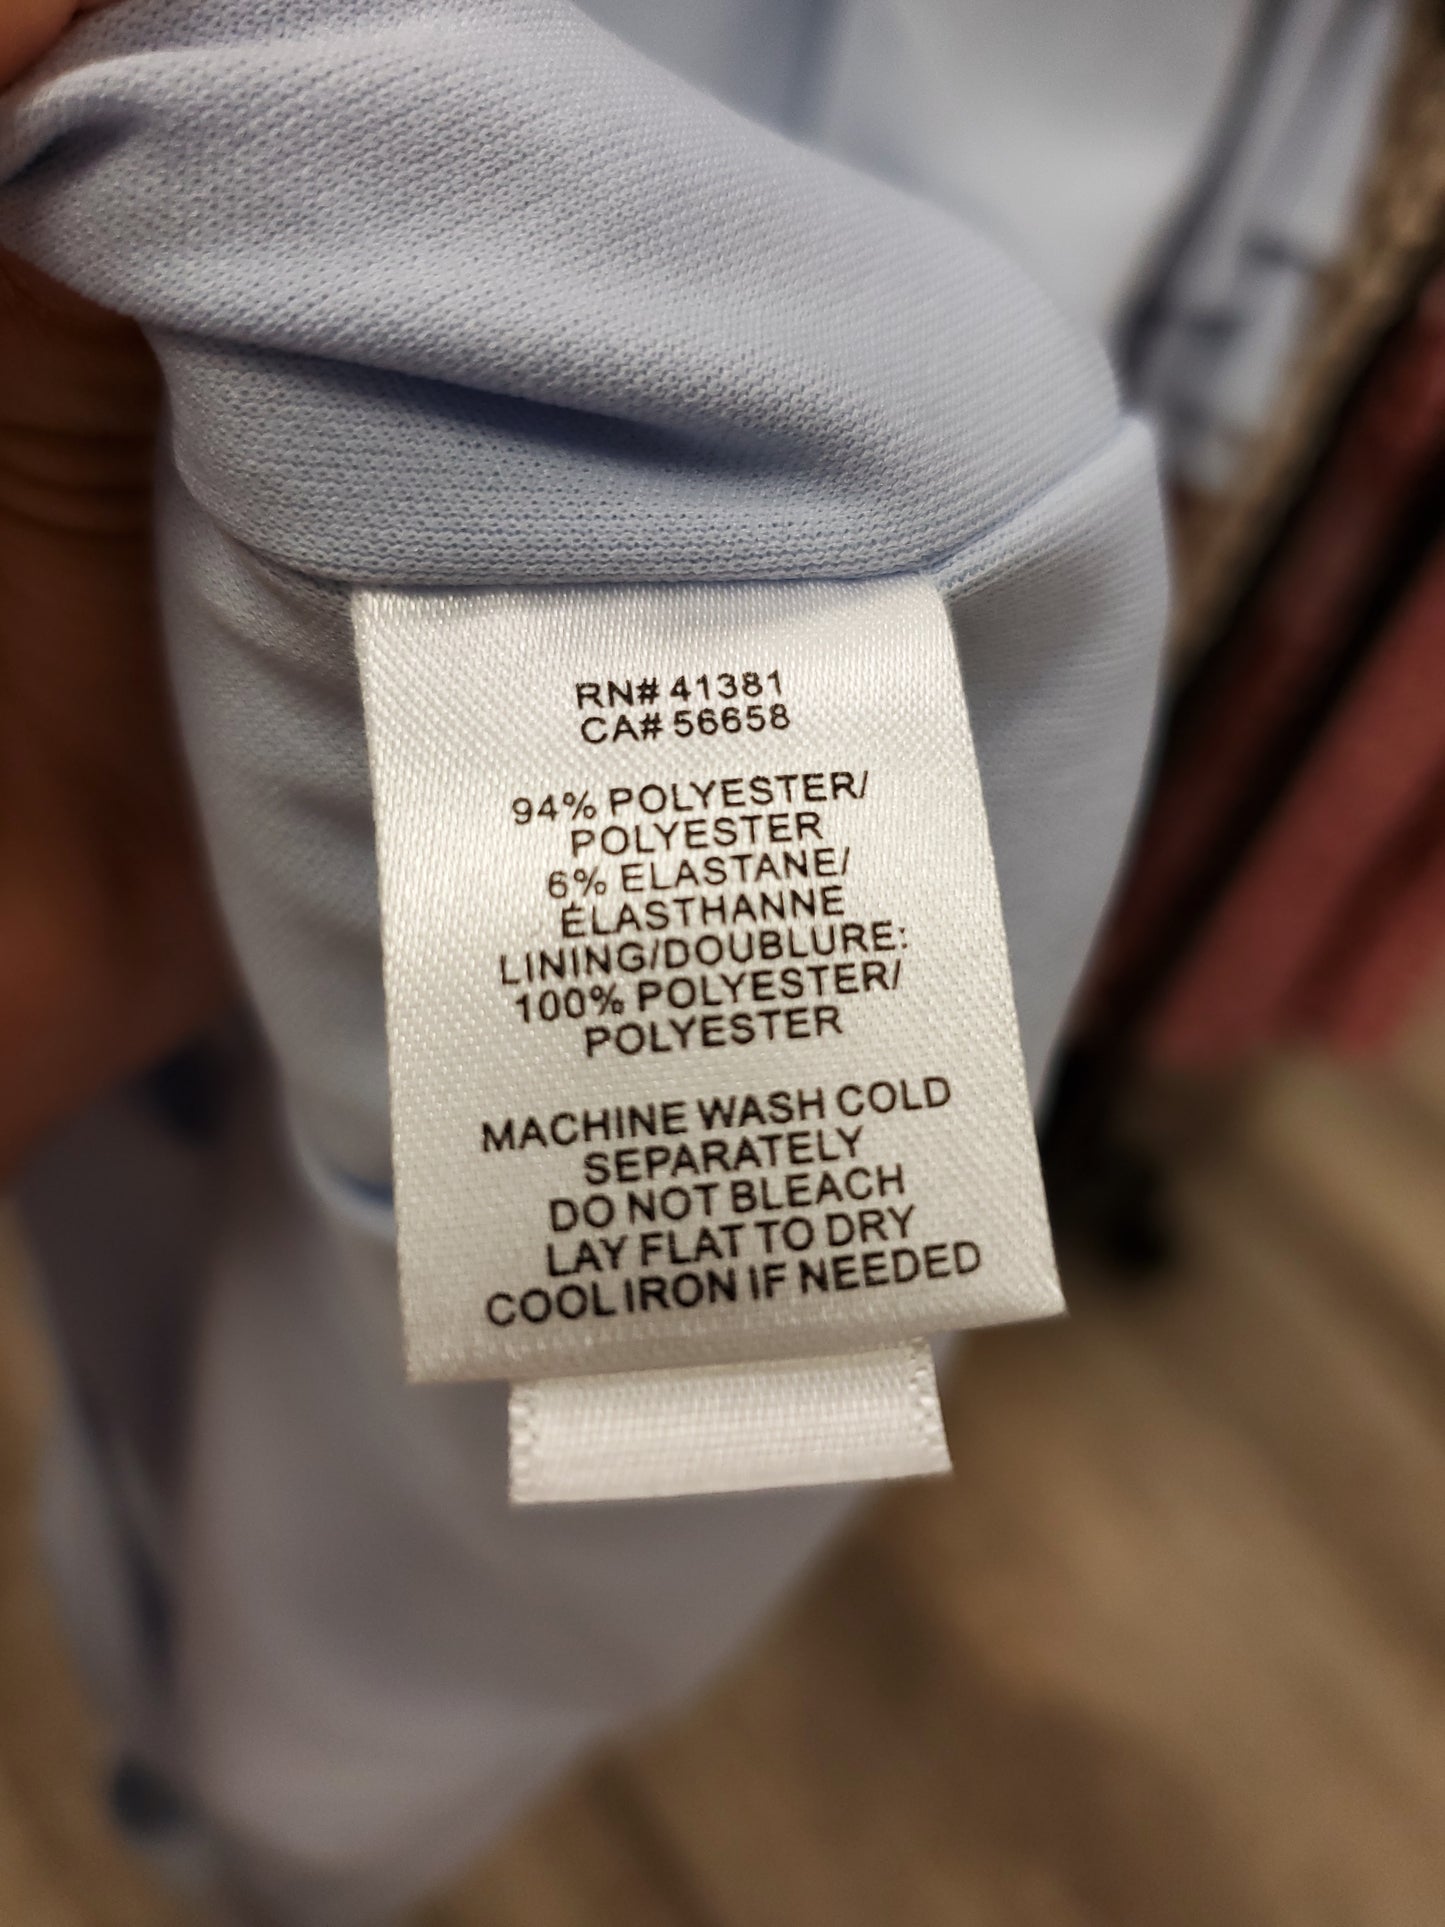 RN# 41381
CA# 56658
94% POLYESTER/
POLYESTER
6% ELASTANE/
ÉLASTHANNE
LINING/DOUBLURE:
100% POLYESTER/
POLYESTER
MACHINE WASH COLD
SEPARATELY
DO NOT BLEACH
LAY FLAT TO DRY
COOL IRON IF NEEDED